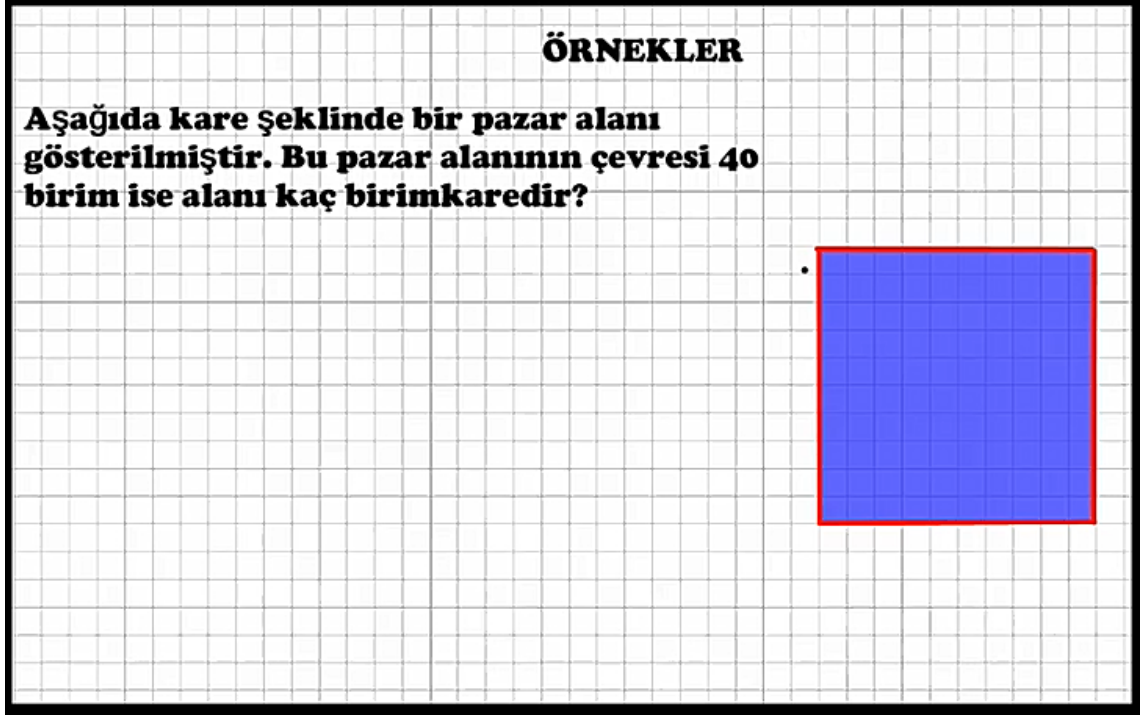 ÖRNEKLER
Aşağıda kare şeklinde bir pazar alanı
gösterilmiştir. Bu pazar alanının çevresi 40
birim ise alanı kaç birimkaredir?